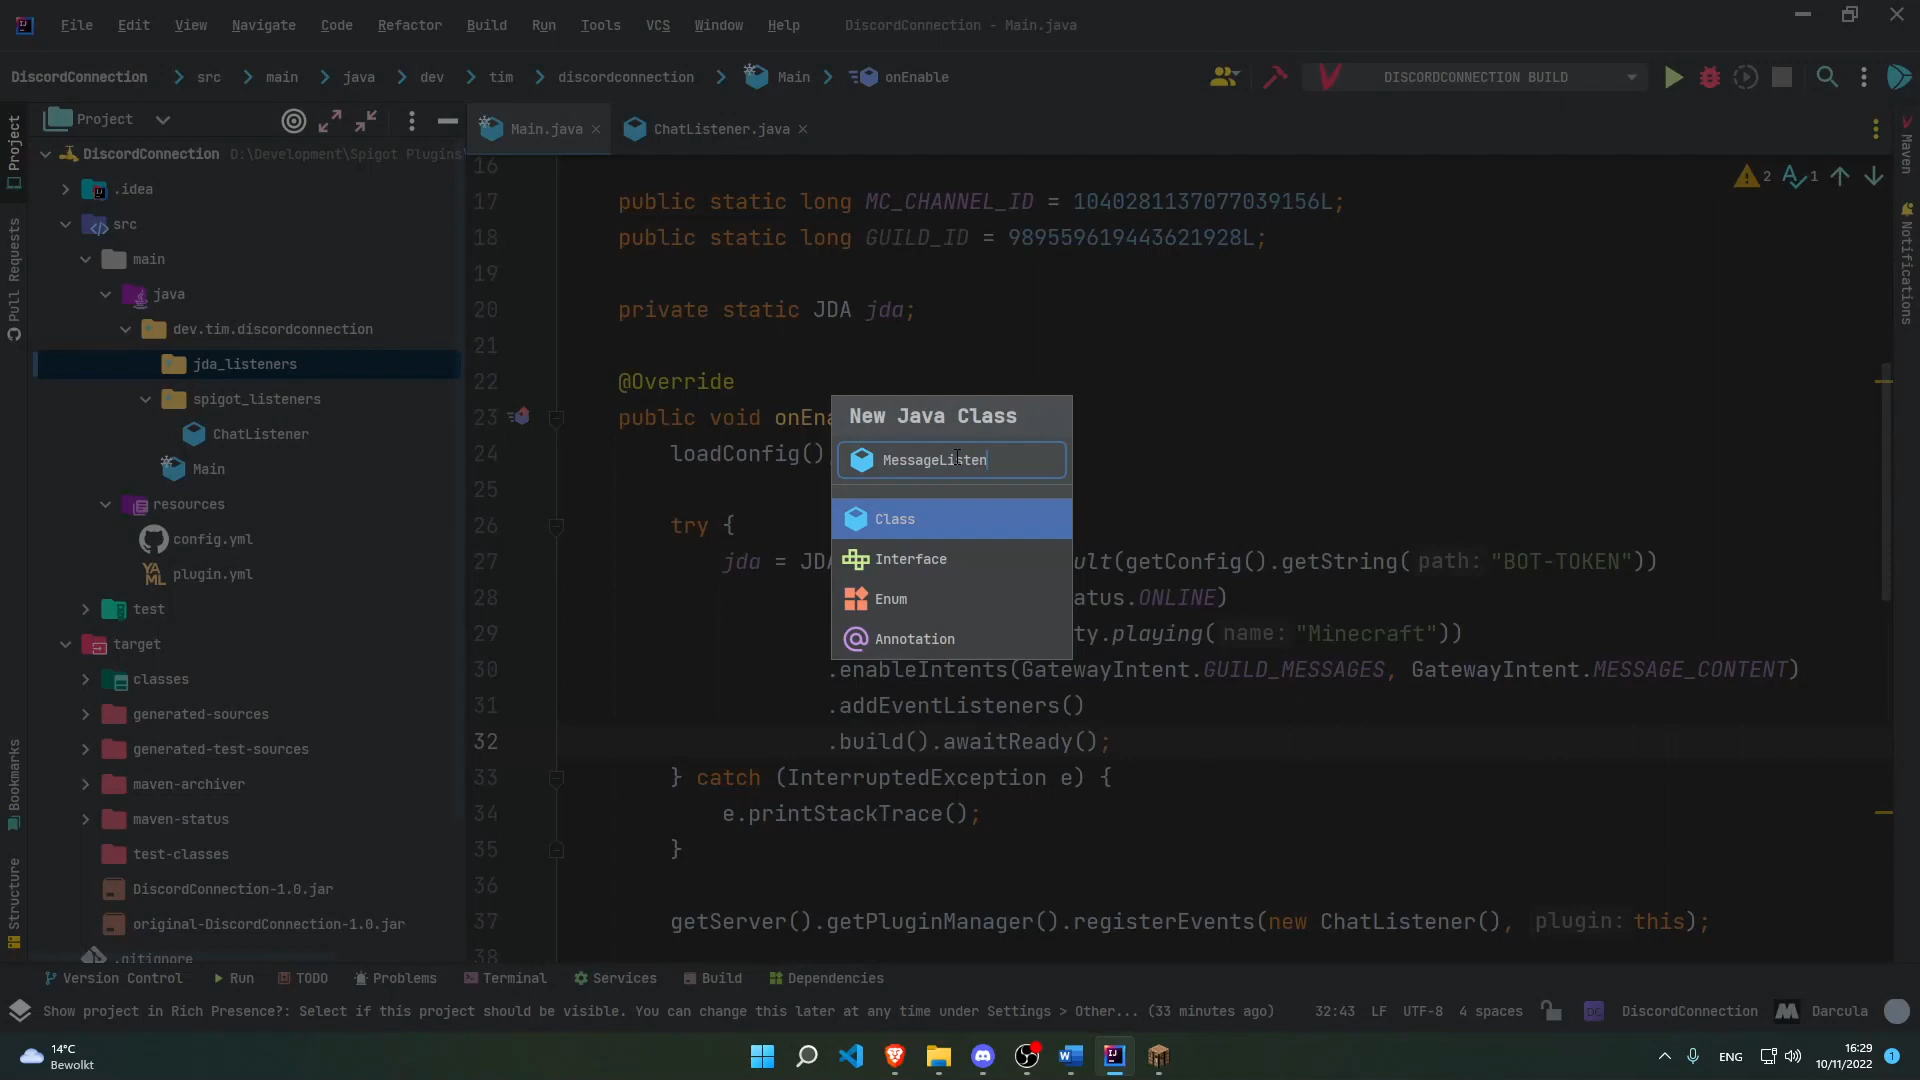 File Edit View Navigate Code Refactor Build Run Tools VCS Window Help DiscordConnection - Main.java
DiscordConnection src main java dev tim discordconnection Main onEnable DISCORDCONNECTION BUILD
Project
Main.java ChatListener.java
DiscordConnection D:\Development\Spigot Plugins\
.idea
src
main
java
dev.tim.discordconnection
jda_listeners
spigot_listeners
ChatListener
Main
resources
config.yml
plugin.yml
test
target
classes
generated-sources
generated-test-sources
maven-archiver
maven-status
test-classes
DiscordConnection-1.0.jar
original-DiscordConnection-1.0.jar
.gitignore
Project
Pull Requests
Bookmarks
Structure
2 1
16
17 public static long MC_CHANNEL_ID = 1040281137077039156L;
18 public static long GUILD_ID = 989559619443621928L;
19
20 private static JDA jda;
21
22 @Override
23 public void onEna
24 loadConfig()
25
26 try {
27 jda = JDA ult(getConfig().getString( path: "BOT-TOKEN"))
28 atus.ONLINE)
29 ty.playing( name: "Minecraft"))
30 .enableIntents(GatewayIntent.GUILD_MESSAGES, GatewayIntent.MESSAGE_CONTENT)
31 .addEventListeners()
32 .build().awaitReady();
33 } catch (InterruptedException e) {
34 e.printStackTrace();
35 }
36
37 getServer().getPluginManager().registerEvents(new ChatListener(), plugin: this);
38
New Java Class
MessageListen
Class
Interface
Enum
Annotation
Maven
Notifications
Version Control Run TODO Problems Terminal Services Build Dependencies
Show project in Rich Presence?: Select if this project should be visible. You can change this later at any time under Settings > Other... (33 minutes ago) 32:43 LF UTF-8 4 spaces DC DiscordConnection Darcula
14°C
Bewolkt
ENG
16:29
10/11/2022
1